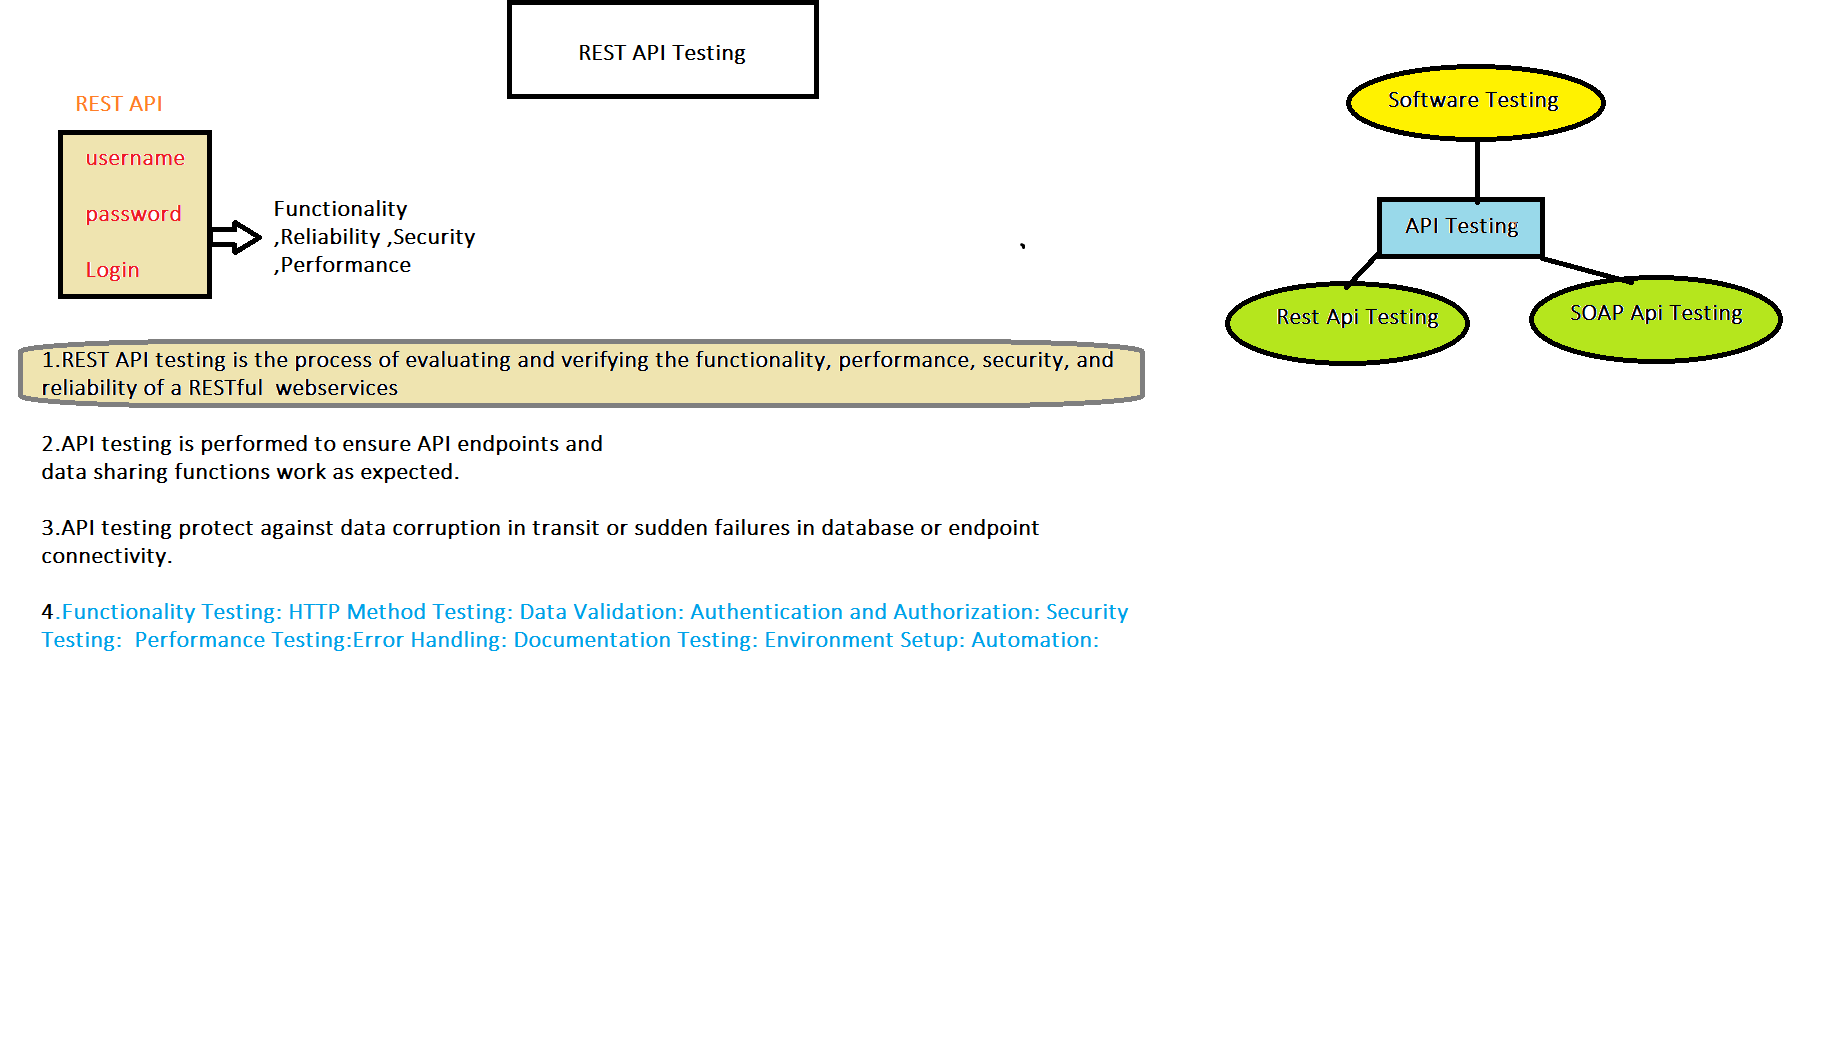 REST API Testing
REST API
username
password
Login
Functionality
,Reliability ,Security
,Performance
Software Testing
API Testing
Rest Api Testing
SOAP Api Testing
1.REST API testing is the process of evaluating and verifying the functionality, performance, security, and
reliability of a RESTful  webservices
2.API testing is performed to ensure API endpoints and
data sharing functions work as expected.
3.API testing protect against data corruption in transit or sudden failures in database or endpoint
connectivity.
4.Functionality Testing: HTTP Method Testing: Data Validation: Authentication and Authorization: Security
Testing:  Performance Testing:Error Handling: Documentation Testing: Environment Setup: Automation: